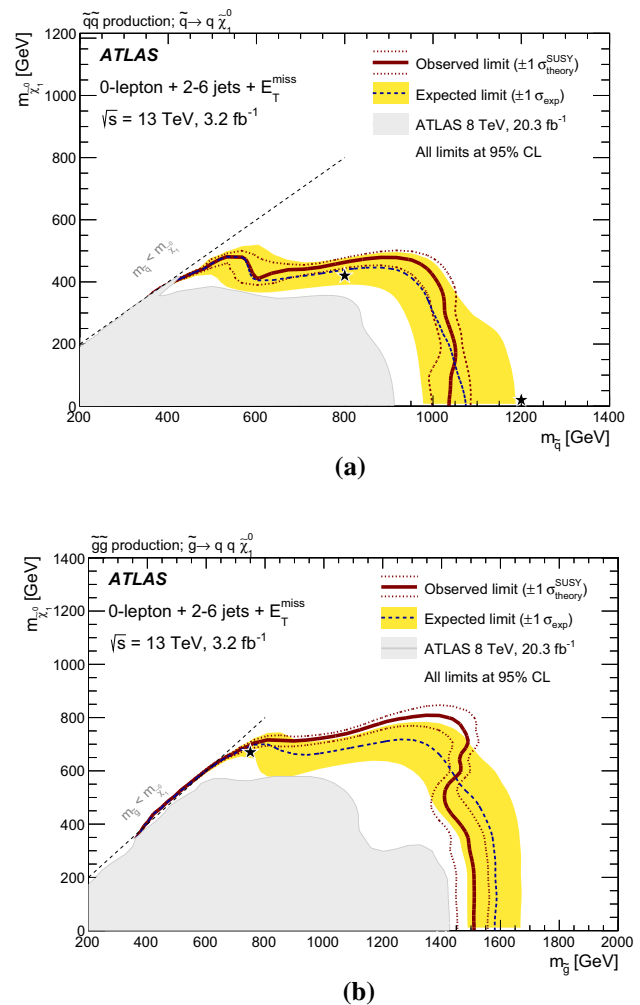 q̃q̃ production; q̃→ q χ̃₁⁰
m_χ̃₁⁰ [GeV]
1200
1000
800
600
400
200
0
ATLAS
0-lepton + 2-6 jets + E_T^miss
√s = 13 TeV, 3.2 fb⁻¹
Observed limit (±1 σ_theory^SUSY)
Expected limit (±1 σ_exp)
ATLAS 8 TeV, 20.3 fb⁻¹
All limits at 95% CL
m_q̃ < m_χ̃₁⁰
200 400 600 800 1000 1200 1400
m_q̃ [GeV]
(a)
g̃g̃ production; g̃→ q q χ̃₁⁰
m_χ̃₁⁰ [GeV]
1400
1200
1000
800
600
400
200
0
ATLAS
0-lepton + 2-6 jets + E_T^miss
√s = 13 TeV, 3.2 fb⁻¹
Observed limit (±1 σ_theory^SUSY)
Expected limit (±1 σ_exp)
ATLAS 8 TeV, 20.3 fb⁻¹
All limits at 95% CL
m_g̃ < m_χ̃₁⁰
200 400 600 800 1000 1200 1400 1600 1800 2000
m_g̃ [GeV]
(b)